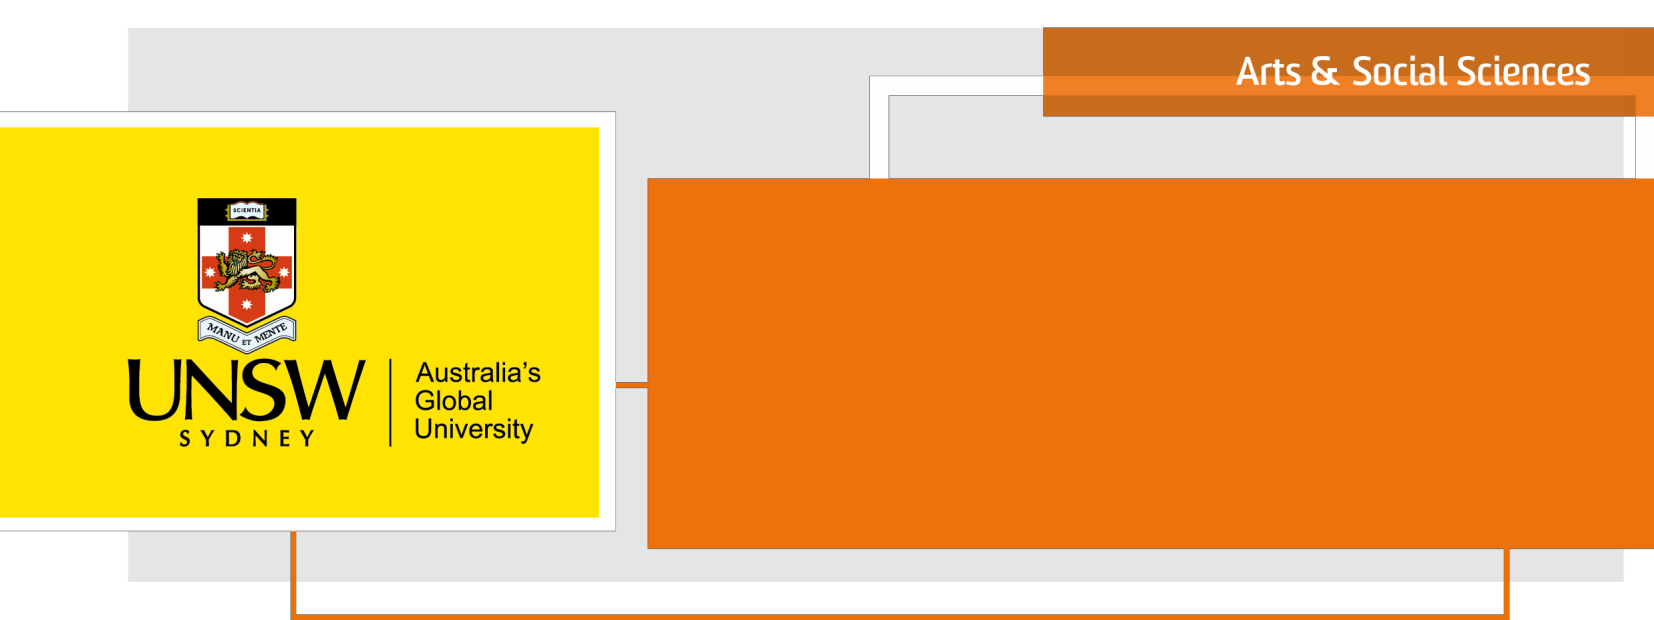 Arts & Social Sciences
SCIENTIA
MANU ET MENTE
UNSW
SYDNEY
Australia's
Global
University